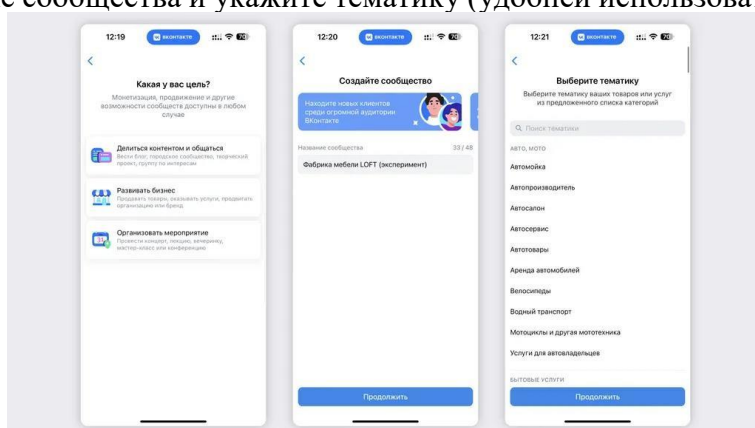 е сообщества и укажите тематику (удобней использова
12:19
вконтакте
Какая у вас цель?
Монетизация, продвижение и другие
возможности сообществ доступны в любом
случае
Делиться контентом и общаться
Вести блог, городское сообщество, творческий
проект, группу по интересам
Развивать бизнес
Продавать товары, оказывать услуги, продвигать
организацию или бренд
Организовать мероприятие
Провести концерт, лекцию, вечеринку,
мастер-класс или конференцию
12:20
вконтакте
Создайте сообщество
Находите новых клиентов
среди огромной аудитории
ВКонтакте
Название сообщества 33 / 48
Фабрика мебели LOFT (эксперимент)
Продолжить
12:21
вконтакте
Выберите тематику
Выберите тематику ваших товаров или услуг
из предложенного списка категорий
Поиск тематики
АВТО, МОТО
Автомойка
Автопроизводитель
Автосалон
Автосервис
Автотовары
Аренда автомобилей
Велосипеды
Водный транспорт
Мотоциклы и другая мототехника
Услуги для автовладельцев
БЫТОВЫЕ УСЛУГИ
Продолжить